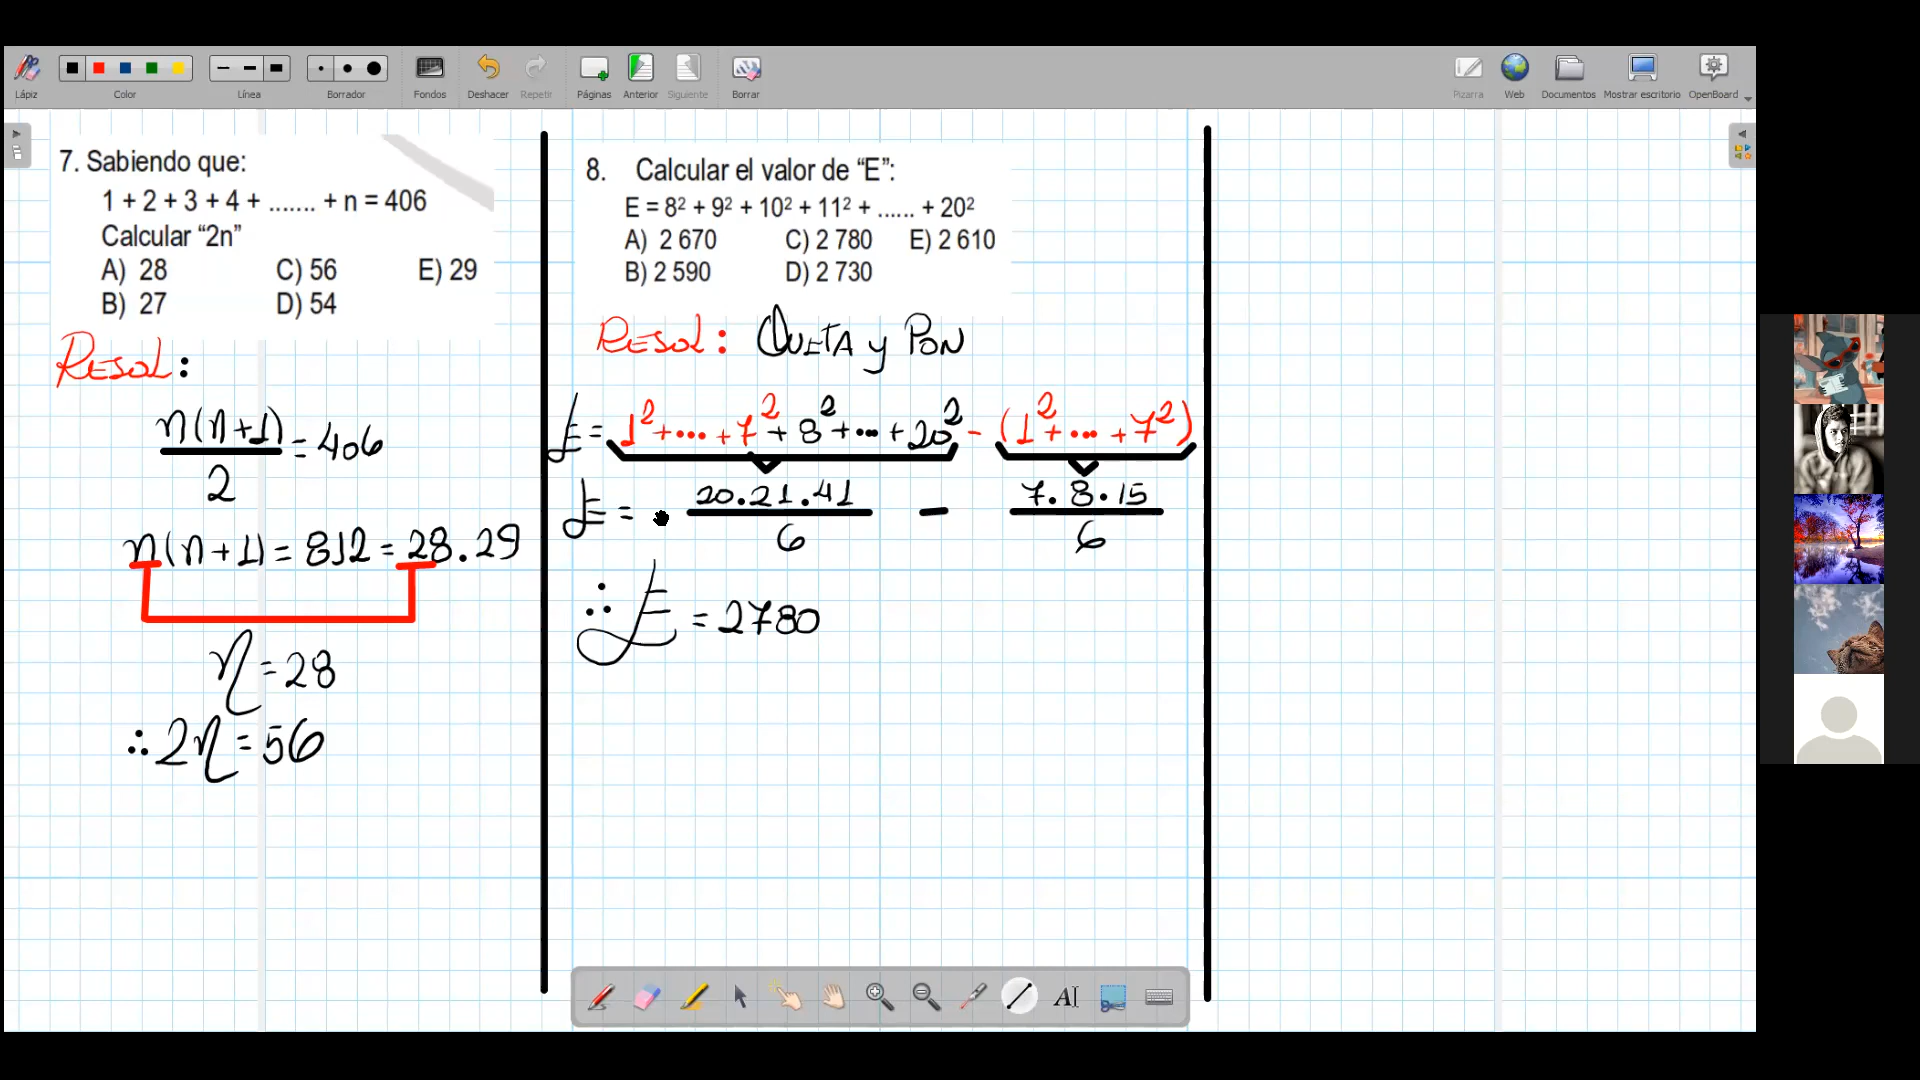 Lápiz Color Línea Borrador Fondos Deshacer Repetir Páginas Anterior Siguiente Borrar Pizarra Web Documentos Mostrar escritorio OpenBoard
7. Sabiendo que:
1 + 2 + 3 + 4 + ....... + n = 406
Calcular “2n”
A) 28 C) 56 E) 29
B) 27 D) 54
RESOL:
n(n+1)/2 = 406
n(n+1) = 812 = 28.29
n = 28
∴ 2n = 56
8. Calcular el valor de “E”:
E = 8² + 9² + 10² + 11² + ...... + 20²
A) 2 670 C) 2 780 E) 2 610
B) 2 590 D) 2 730
RESOL: QUITA y PON
E = 1² + ... + 7² + 8² + ... + 20² - (1² + ... + 7²)
E = 20.21.41/6 - 7.8.15/6
∴ E = 2780
AI